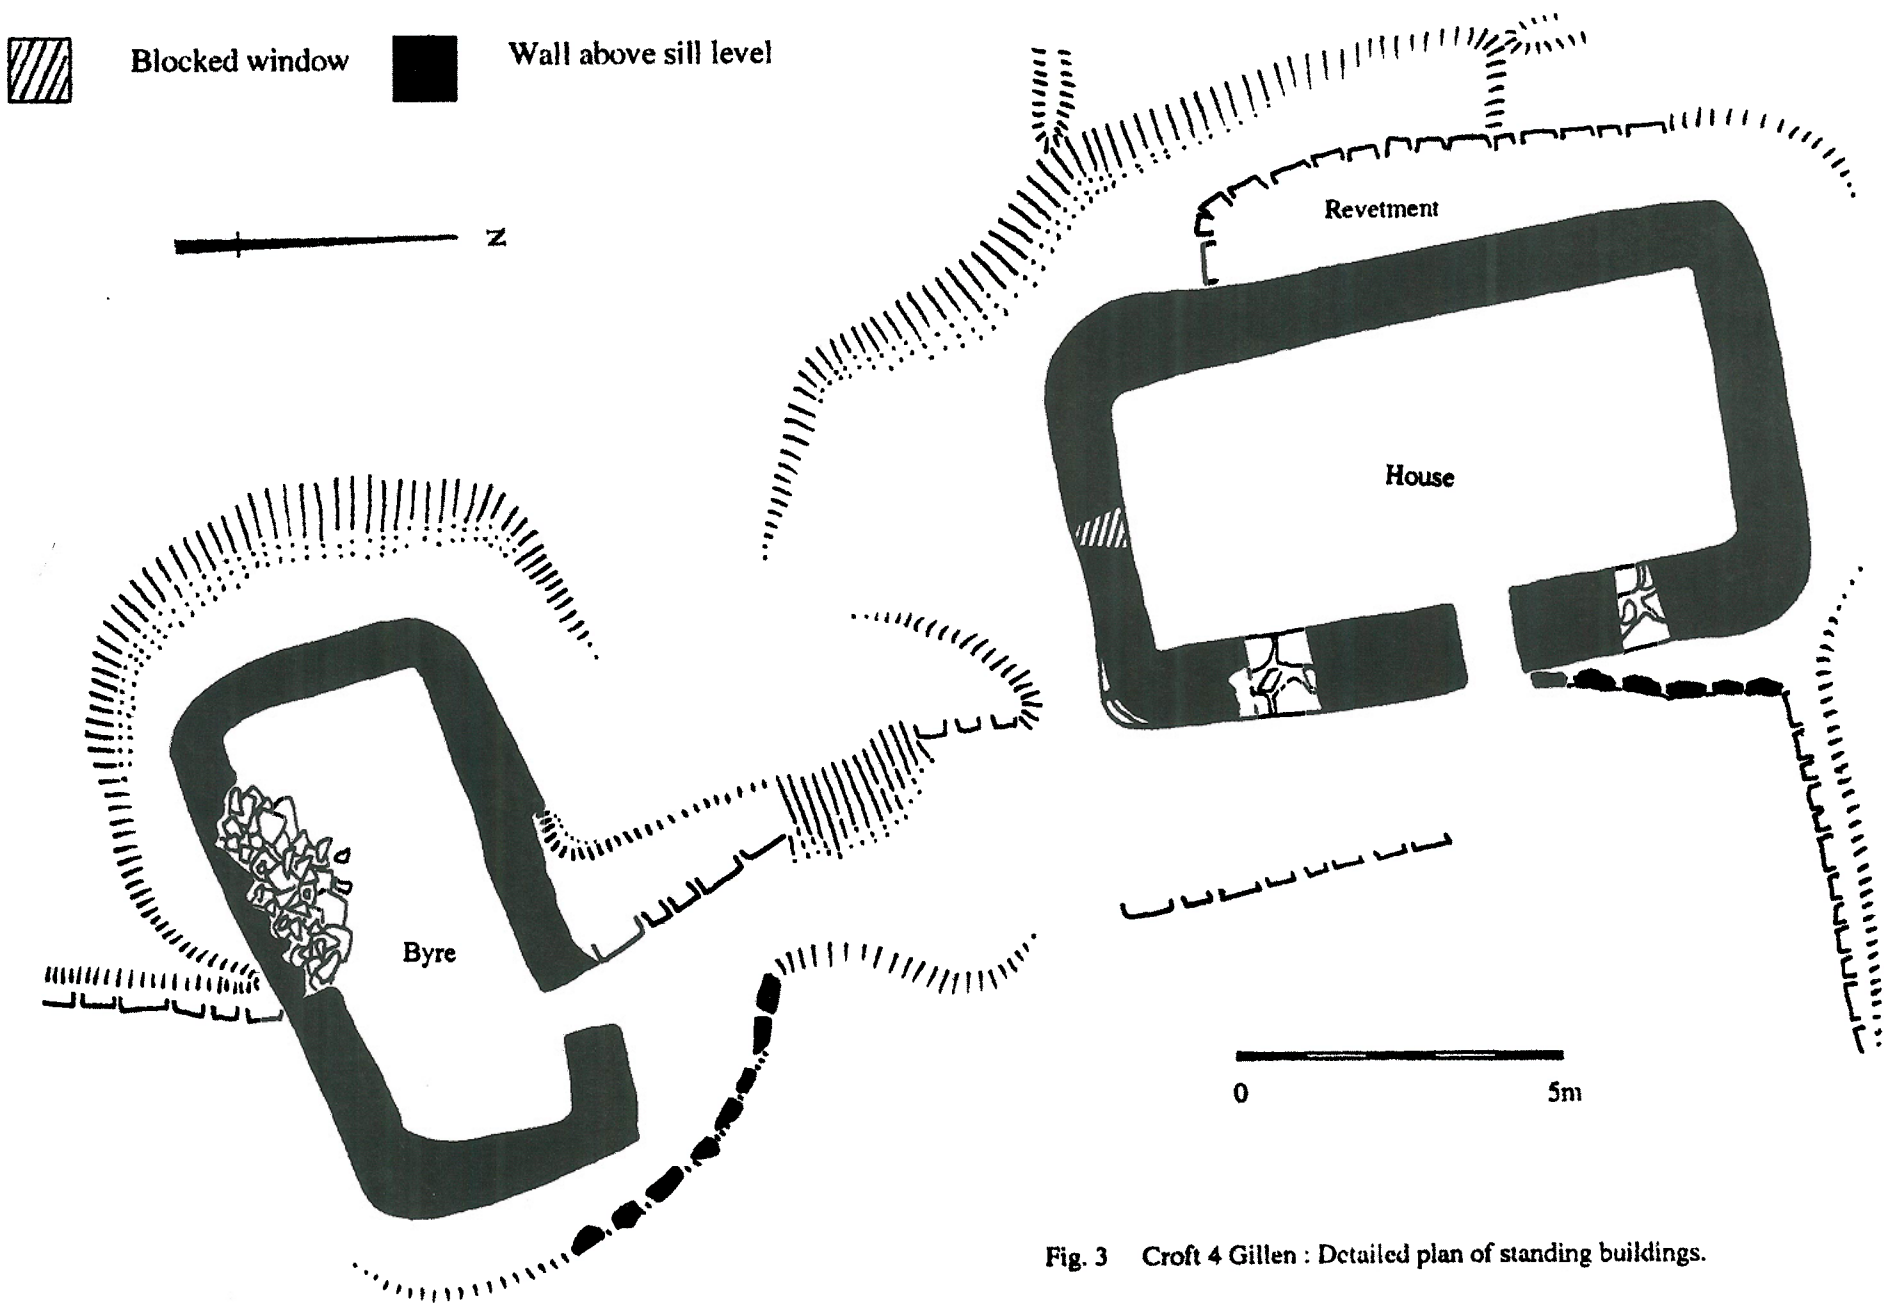 Blocked window
Wall above sill level
N
Revetment
House
Byre
0 5m
Fig. 3 Croft 4 Gillen : Detailed plan of standing buildings.